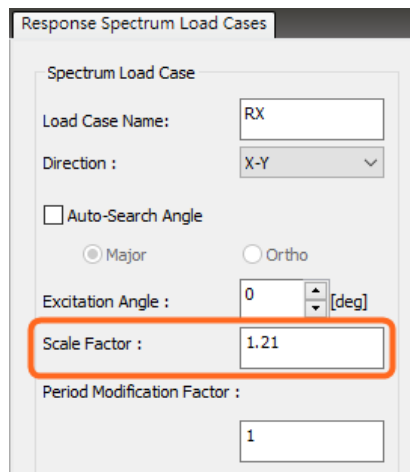 Response Spectrum Load Cases
Spectrum Load Case
Load Case Name: RX
Direction : X-Y
Auto-Search Angle
Major Ortho
Excitation Angle : 0 [deg]
Scale Factor : 1.21
Period Modification Factor :
1